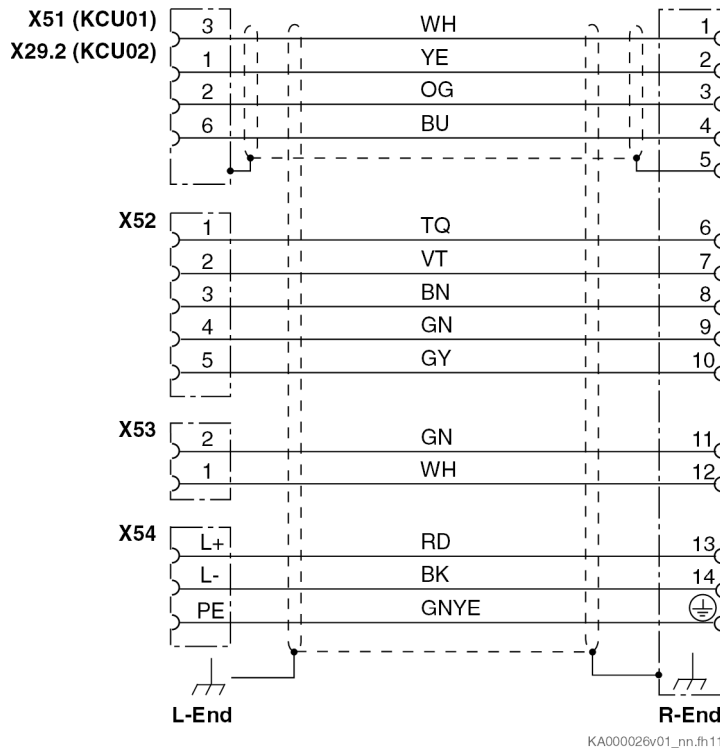 X51 (KCU01) 3 WH 1
X29.2 (KCU02) 1 YE 2
2 OG 3
6 BU 4
5
X52 1 TQ 6
2 VT 7
3 BN 8
4 GN 9
5 GY 10
X53 2 GN 11
1 WH 12
X54 L+ RD 13
L- BK 14
PE GNYE
L-End R-End
KA000026v01_nn.fh11